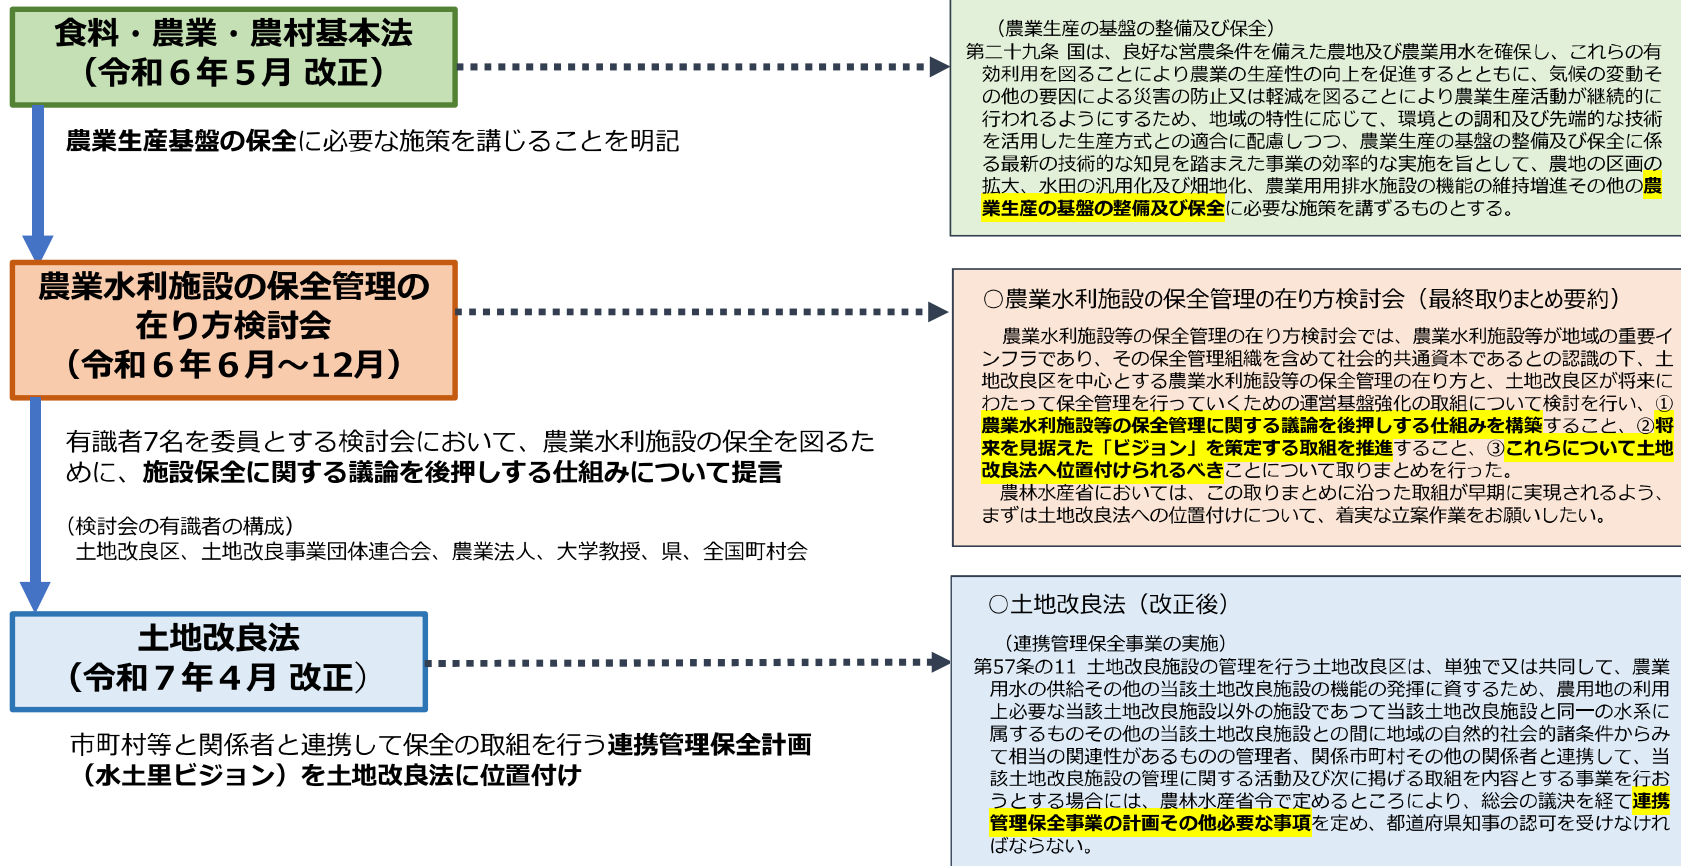 食料・農業・農村基本法
（令和６年５月 改正）
農業生産基盤の保全に必要な施策を講じることを明記
農業水利施設の保全管理の
在り方検討会
（令和６年６月～12月）
有識者7名を委員とする検討会において、農業水利施設の保全を図るた
めに、施設保全に関する議論を後押しする仕組みについて提言
（検討会の有識者の構成）
土地改良区、土地改良事業団体連合会、農業法人、大学教授、県、全国町村会
土地改良法
（令和７年４月 改正）
市町村等と関係者と連携して保全の取組を行う連携管理保全計画
（水土里ビジョン）を土地改良法に位置付け
（農業生産の基盤の整備及び保全）
第二十九条 国は、良好な営農条件を備えた農地及び農業用水を確保し、これらの有
効利用を図ることにより農業の生産性の向上を促進するとともに、気候の変動そ
の他の要因による災害の防止又は軽減を図ることにより農業生産活動が継続的に
行われるようにするため、地域の特性に応じて、環境との調和及び先端的な技術
を活用した生産方式との適合に配慮しつつ、農業生産の基盤の整備及び保全に係
る最新の技術的な知見を踏まえた事業の効率的な実施を旨として、農地の区画の
拡大、水田の汎用化及び畑地化、農業用用排水施設の機能の維持増進その他の農
業生産の基盤の整備及び保全に必要な施策を講ずるものとする。
○農業水利施設の保全管理の在り方検討会（最終取りまとめ要約）
農業水利施設等の保全管理の在り方検討会では、農業水利施設等が地域の重要イ
ンフラであり、その保全管理組織を含めて社会的共通資本であるとの認識の下、土
地改良区を中心とする農業水利施設等の保全管理の在り方と、土地改良区が将来に
わたって保全管理を行っていくための運営基盤強化の取組について検討を行い、①
農業水利施設等の保全管理に関する議論を後押しする仕組みを構築すること、②将
来を見据えた「ビジョン」を策定する取組を推進すること、③これらについて土地
改良法へ位置付けられるべきことについて取りまとめを行った。
農林水産省においては、この取りまとめに沿った取組が早期に実現されるよう、
まずは土地改良法への位置付けについて、着実な立案作業をお願いしたい。
○土地改良法（改正後）
（連携管理保全事業の実施）
第57条の11 土地改良施設の管理を行う土地改良区は、単独で又は共同して、農業
用水の供給その他の当該土地改良施設の機能の発揮に資するため、農用地の利用
上必要な当該土地改良施設以外の施設であつて当該土地改良施設と同一の水系に
属するものその他の当該土地改良施設との間に地域の自然的社会的諸条件からみ
て相当の関連性があるものの管理者、関係市町村その他の関係者と連携して、当
該土地改良施設の管理に関する活動及び次に掲げる取組を内容とする事業を行お
うとする場合には、農林水産省令で定めるところにより、総会の議決を経て連携
管理保全事業の計画その他必要な事項を定め、都道府県知事の認可を受けなけれ
ばならない。